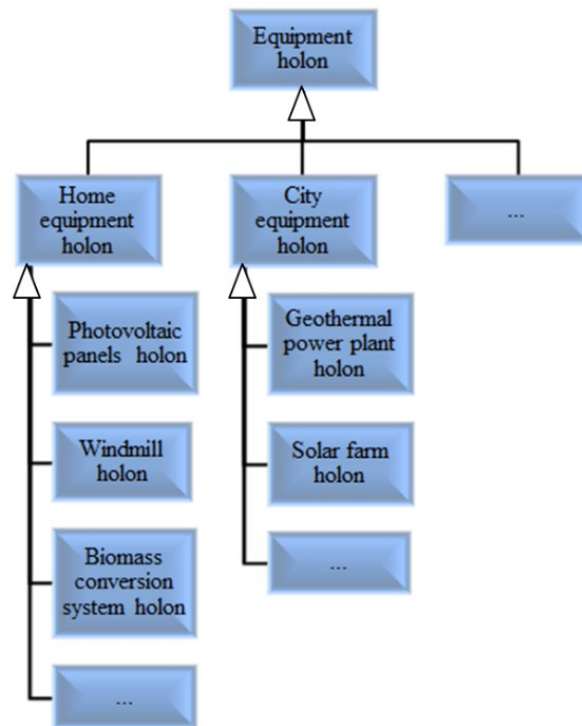 Equipment
holon
Home
equipment
holon
City
equipment
holon
...
Photovoltaic
panels holon
Windmill
holon
Biomass
conversion
system holon
...
Geothermal
power plant
holon
Solar farm
holon
...